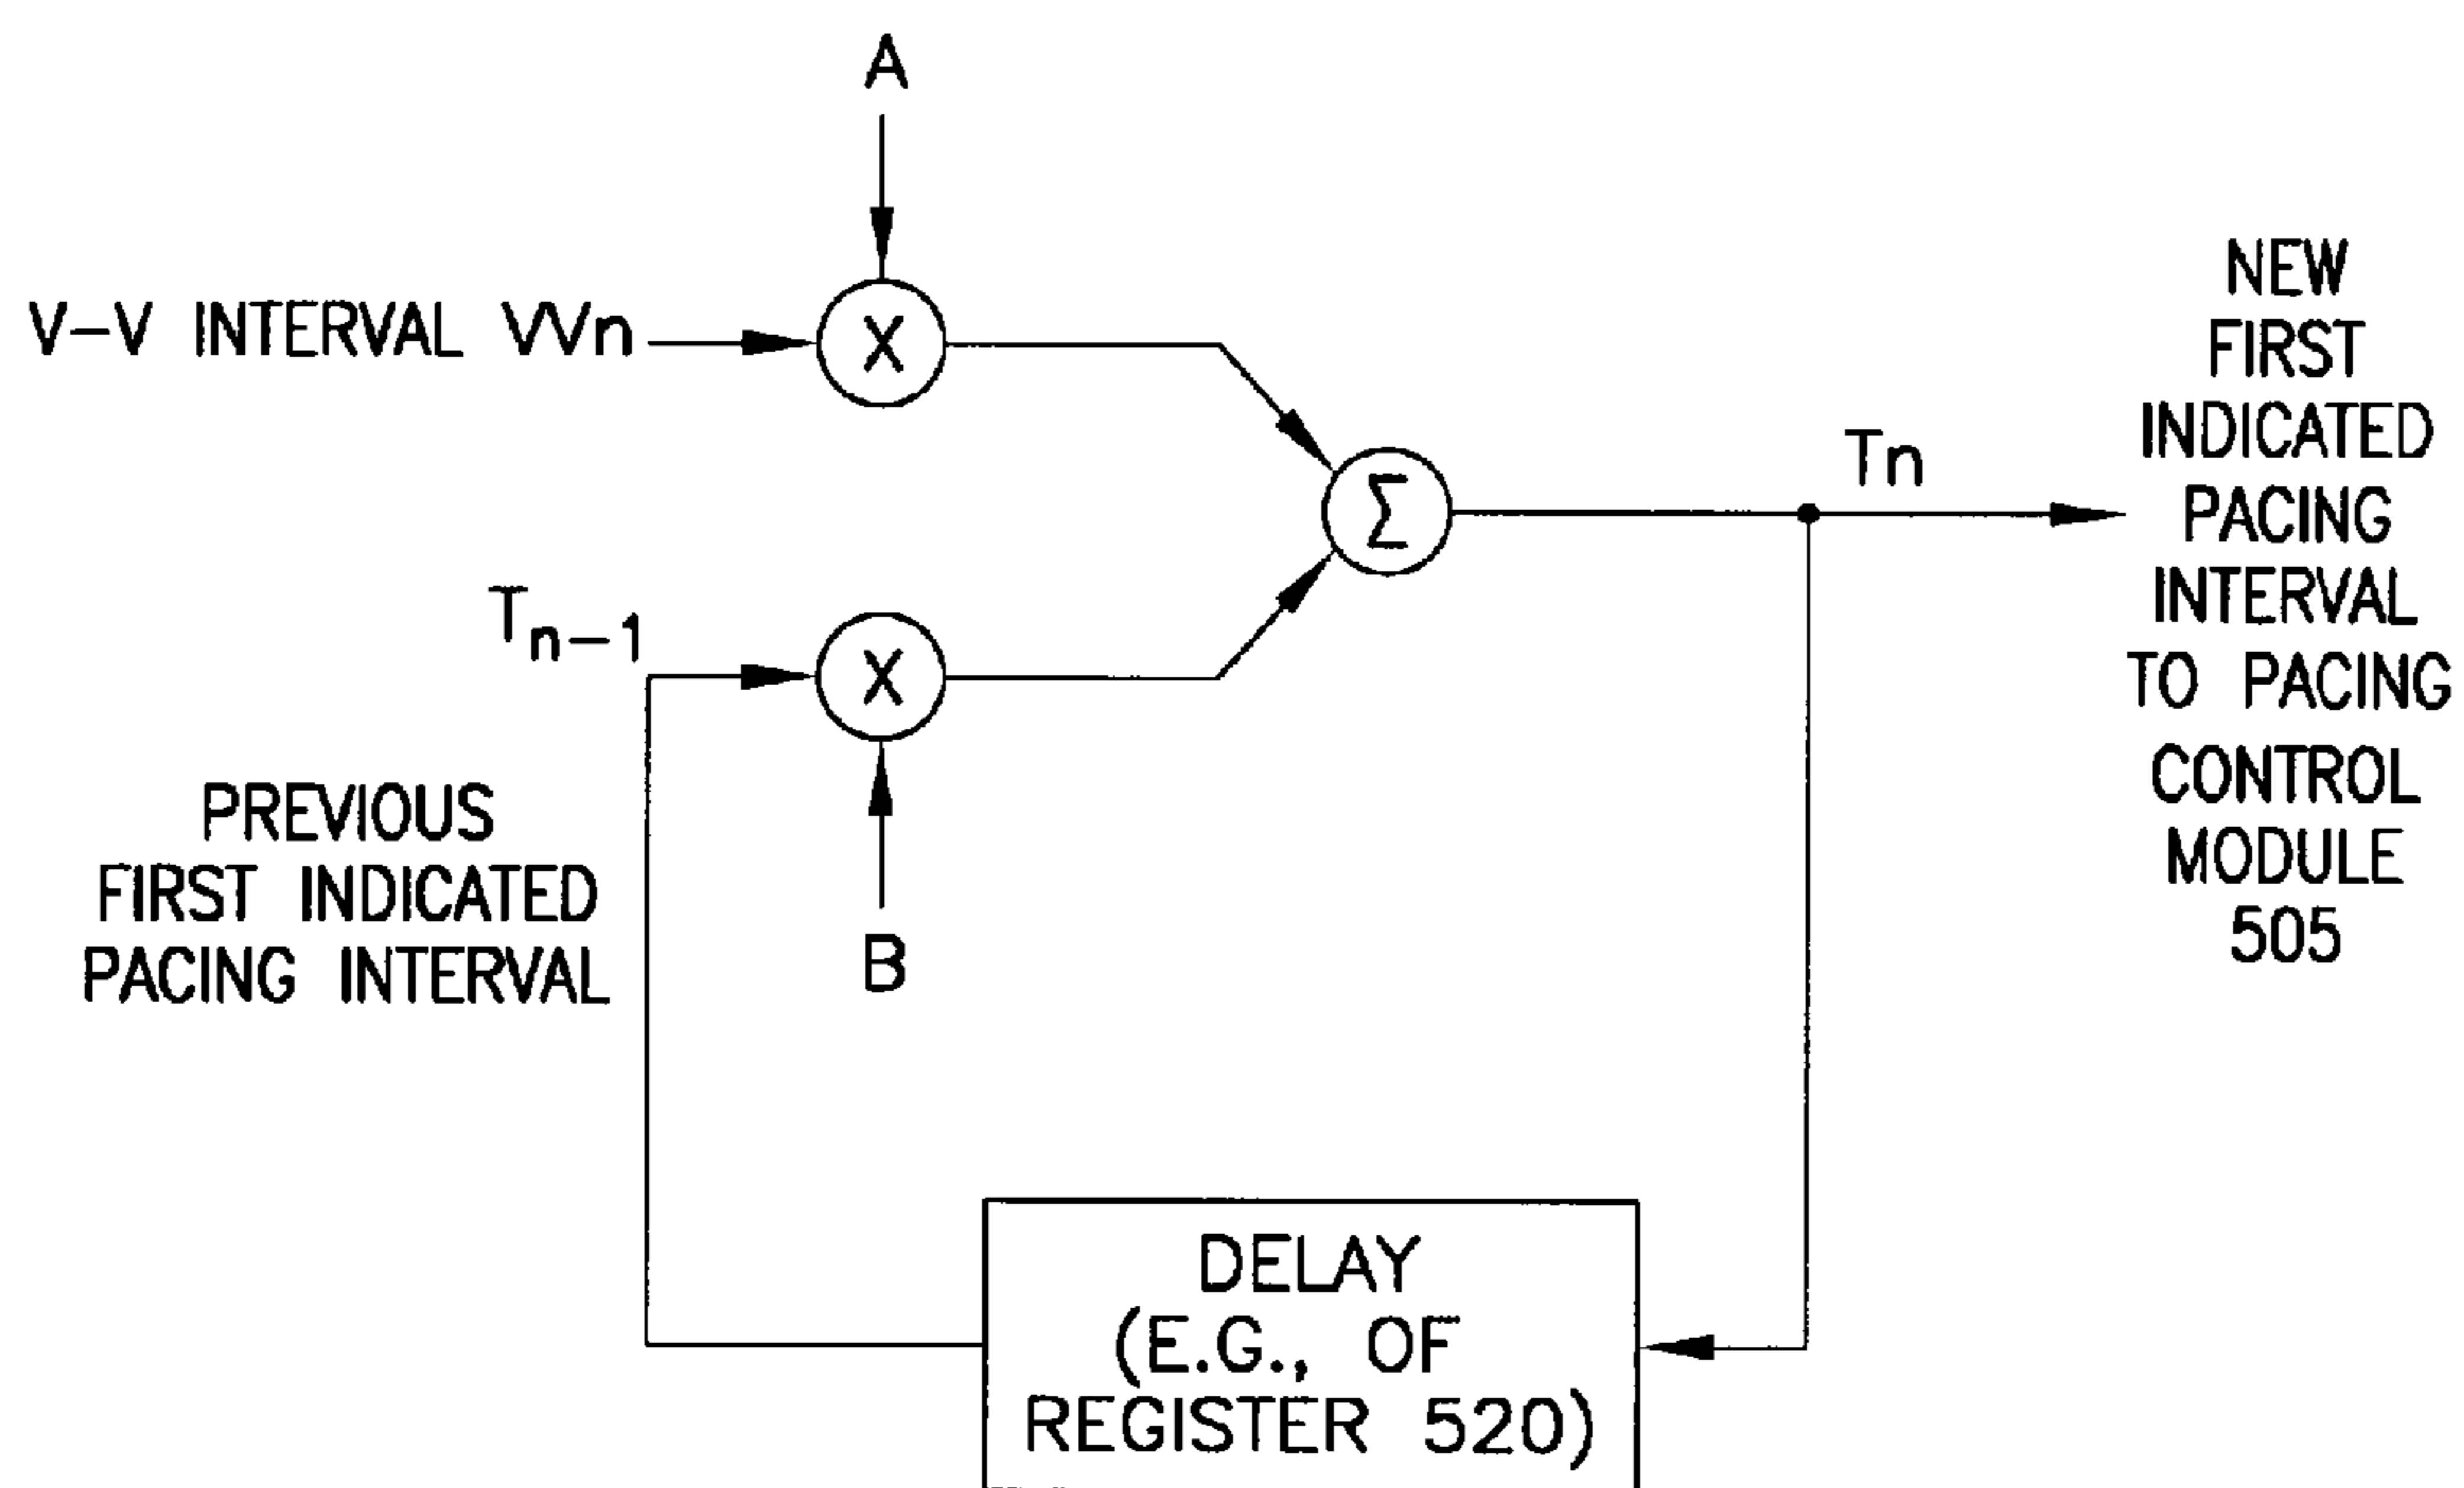 A
V-V INTERVAL VVn
X
Σ
Tn
NEW
FIRST
INDICATED
PACING
INTERVAL
TO PACING
CONTROL
MODULE
505
Tn-1
X
B
PREVIOUS
FIRST INDICATED
PACING INTERVAL
DELAY
(E.G., OF
REGISTER 520)